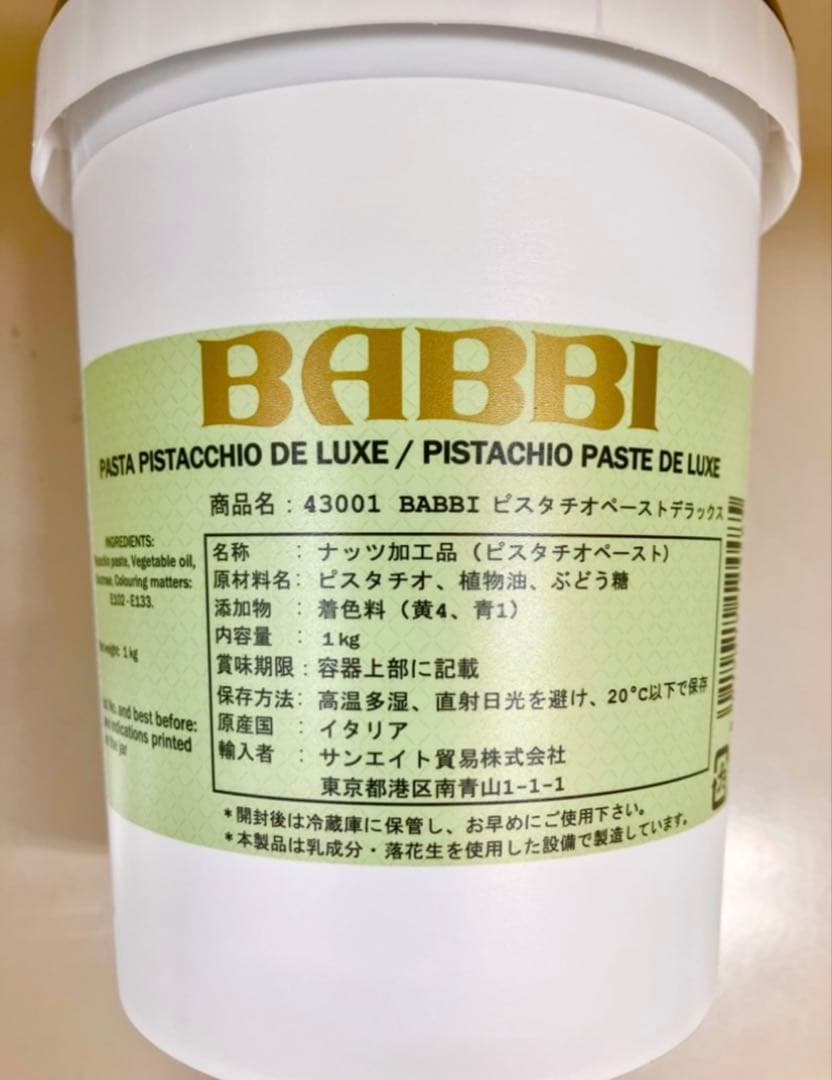 BABBI
PASTA PISTACCHIO DE LUXE / PISTACHIO PASTE DE LUXE
商品名 : 43001 BABBI ピスタチオペーストデラックス
INGREDIENTS:
paste, Vegetable oil,
Colouring matters:
E102 - E133.
1 kg
and best before:
indications printed
jar
名称 : ナッツ加工品 (ピスタチオペースト)
原材料名: ピスタチオ、植物油、ぶどう糖
添加物 : 着色料 (黄4、青1)
内容量 : 1kg
賞味期限 : 容器上部に記載
保存方法: 高温多湿、直射日光を避け、20°C以下で保存
原産国 : イタリア
輸入者 : サンエイト貿易株式会社
東京都港区南青山1-1-1
*開封後は冷蔵庫に保管し、お早めにご使用下さい。
*本製品は乳成分・落花生を使用した設備で製造しています。